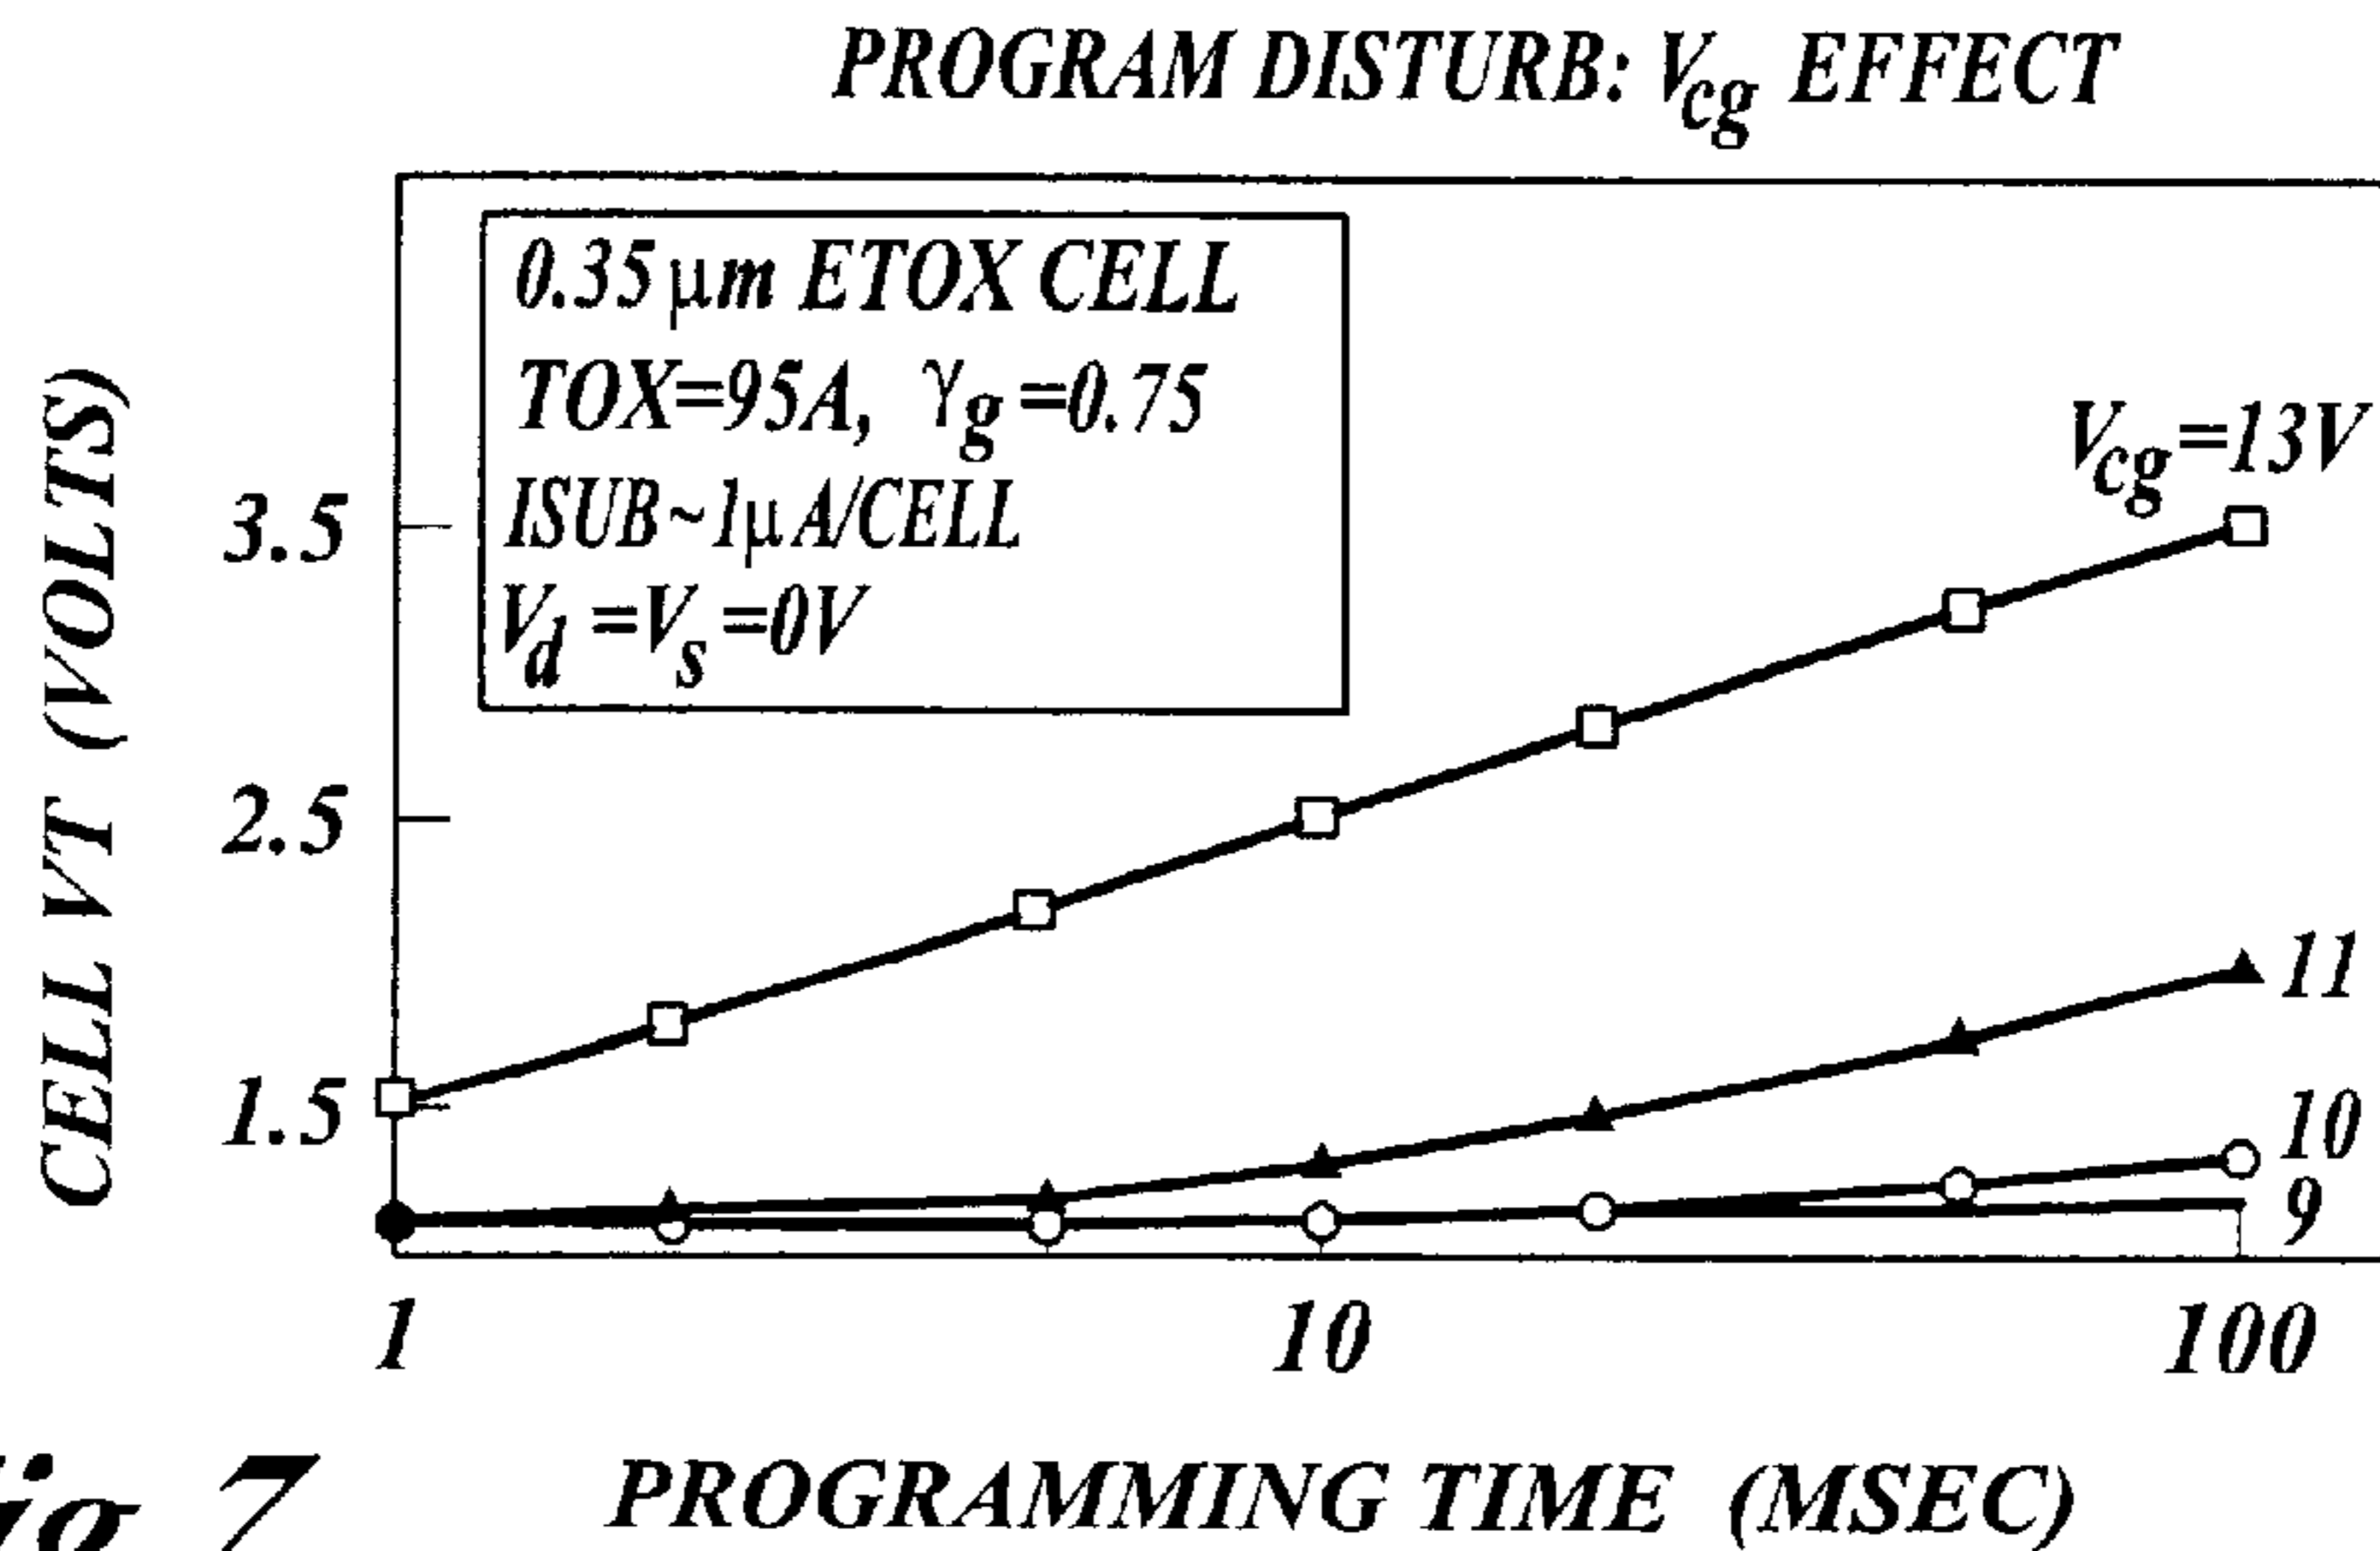 PROGRAM DISTURB: Vcg EFFECT
0.35 μm ETOX CELL
TOX=95A, γg=0.75
ISUB~1μA/CELL
Vd=Vs=0V
Vcg=13V
11
10
9
CELL VT (VOLTS)
3.5
2.5
1.5
1
10
100
PROGRAMMING TIME (MSEC)
ig 7